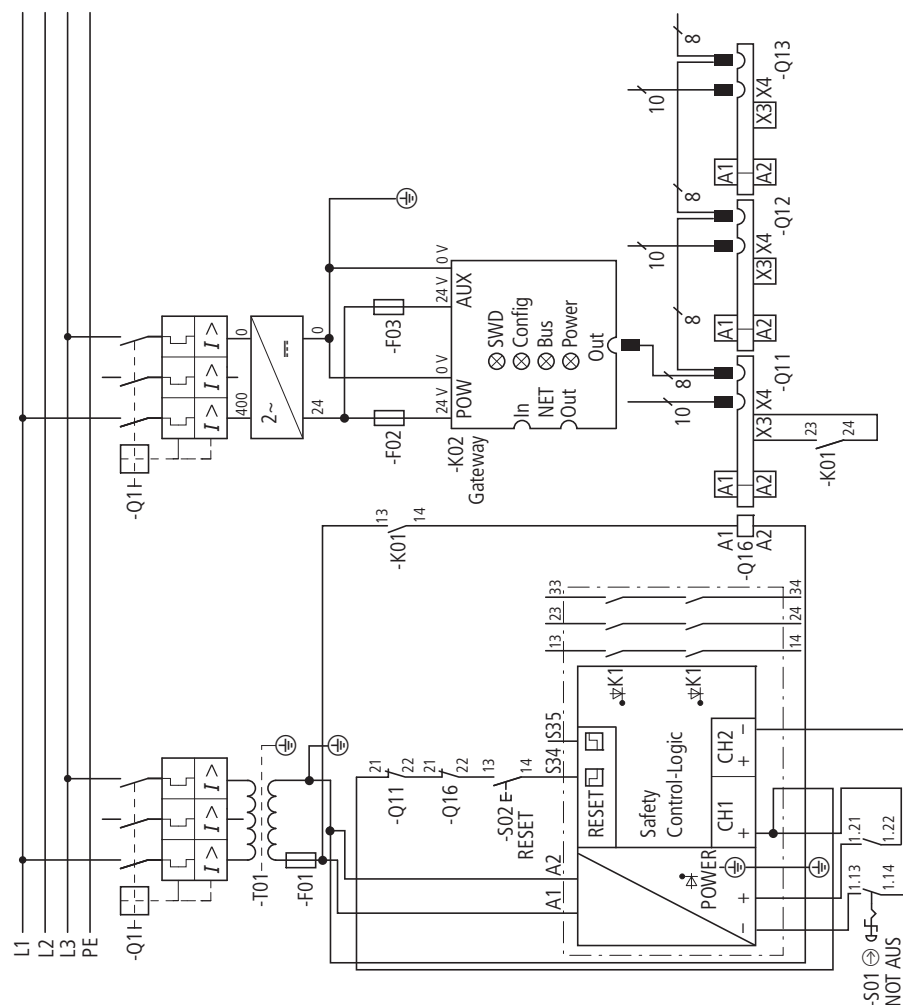 L1
L2
L3
PE
-Q1
I >
I >
I >
-T01
-F01
-Q1
I >
I >
I >
400
0
2~
24
0
-F02
-F03
24 V
0 V
24 V
0 V
POW
AUX
-K02
Gateway
In
NET
Out
SWD
Config
Bus
Power
Out
-K01
13
14
21
22
-Q11
21
22
-Q16
13
14
-S02
RESET
A1
A2
S34
S35
RESET
Safety
Control-Logic
K1
K1
POWER
CH1
CH2
-
+
+
+
-
13
23
33
14
24
34
1.13
1.14
1.21
1.22
-S01
NOT AUS
A1
-Q16
A2
A1
A2
X3
X4
-Q11
10
8
23
24
-K01
A1
A2
X3
X4
-Q12
10
8
A1
A2
X3
X4
-Q13
10
8
8